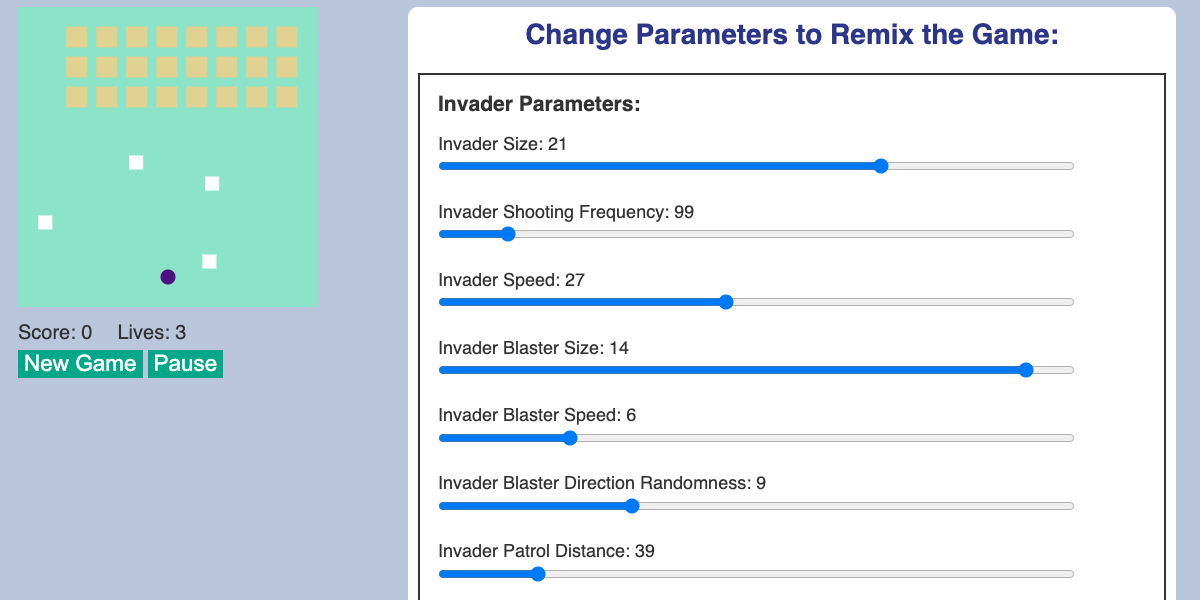 Change Parameters to Remix the Game:
Invader Parameters:
Invader Size: 21
Invader Shooting Frequency: 99
Invader Speed: 27
Invader Blaster Size: 14
Invader Blaster Speed: 6
Invader Blaster Direction Randomness: 9
Invader Patrol Distance: 39
Score: 0 Lives: 3
New Game Pause